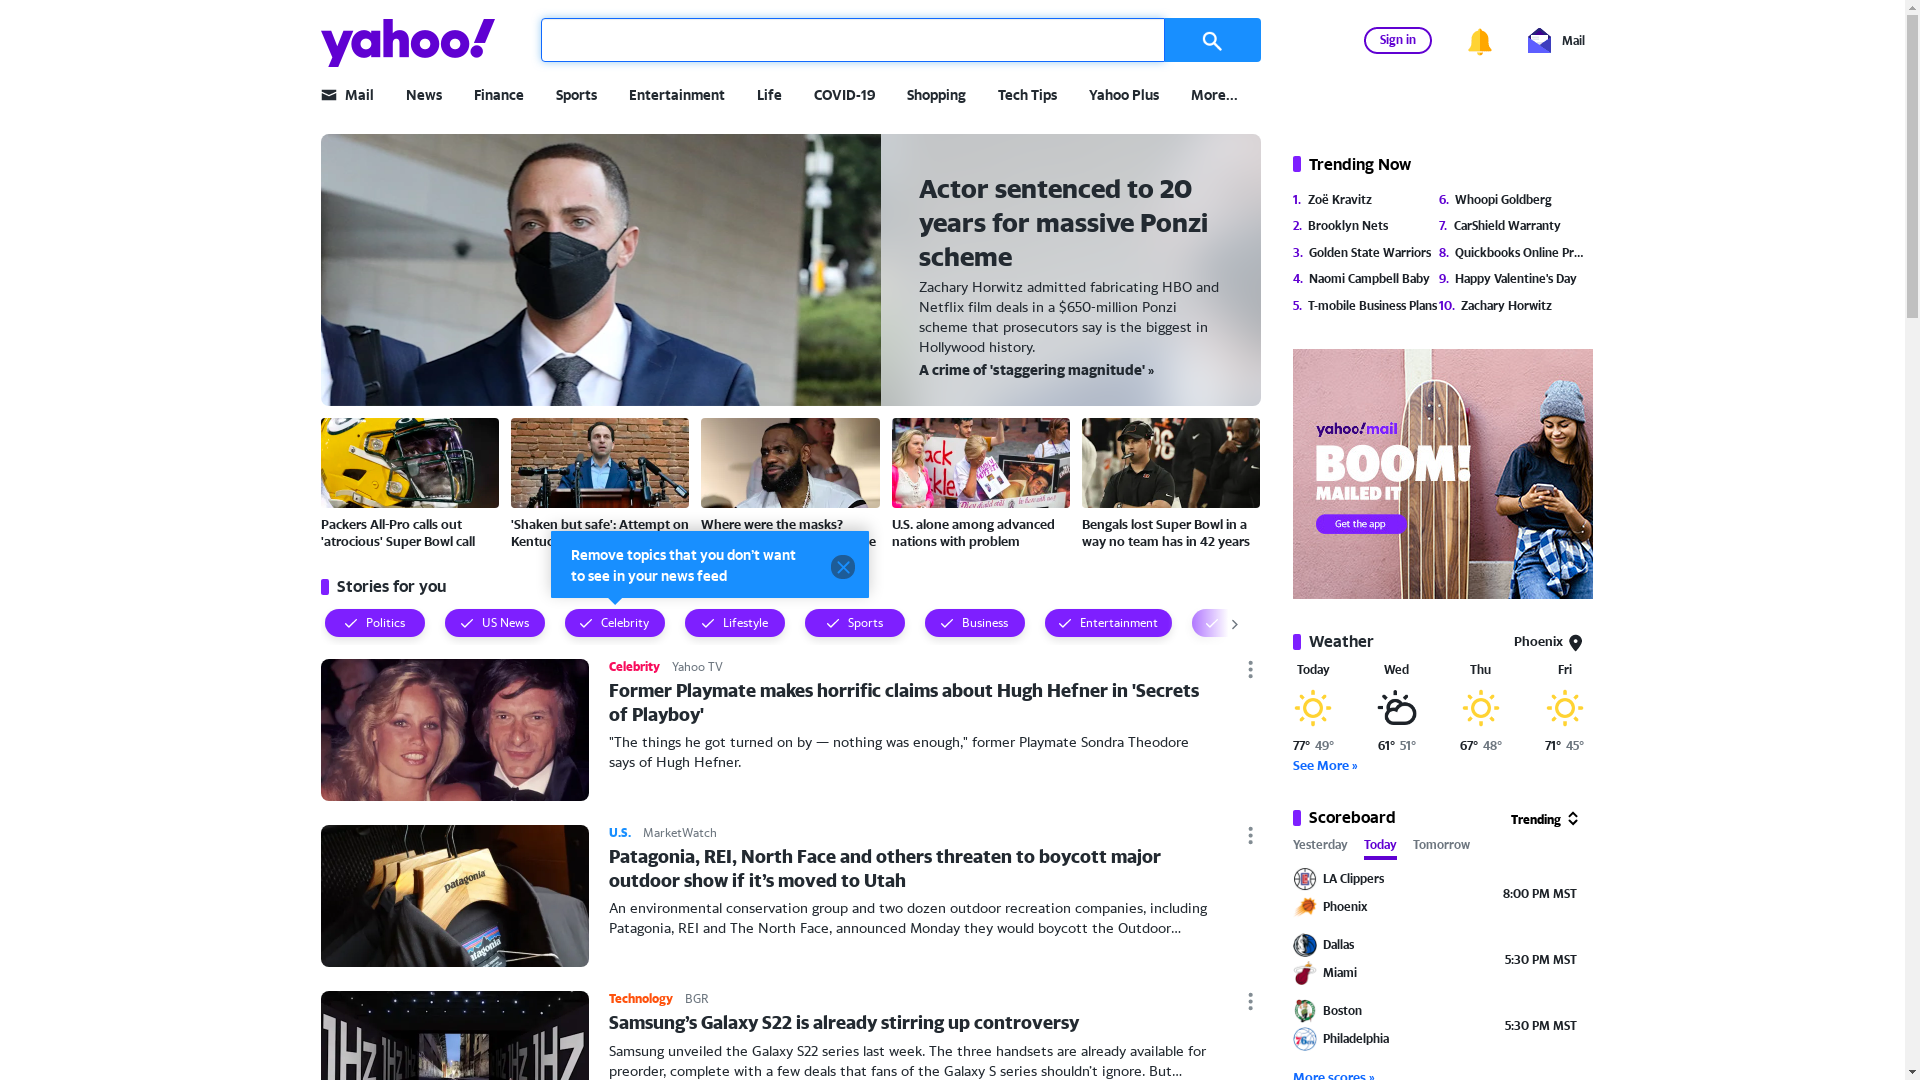 yahoo!
Sign in
Mail
Mail
News
Finance
Sports
Entertainment
Life
COVID-19
Shopping
Tech Tips
Yahoo Plus
More...
Actor sentenced to 20
years for massive Ponzi
scheme
Zachary Horwitz admitted fabricating HBO and
Netflix film deals in a $650-million Ponzi
scheme that prosecutors say is the biggest in
Hollywood history.
A crime of 'staggering magnitude' »
Packers All-Pro calls out
'atrocious' Super Bowl call
'Shaken but safe': Attempt on
Where were the masks?
U.S. alone among advanced
nations with problem
Bengals lost Super Bowl in a
way no team has in 42 years
Remove topics that you don't want
to see in your news feed
Stories for you
Politics
US News
Celebrity
Lifestyle
Sports
Business
Entertainment
Celebrity Yahoo TV
Former Playmate makes horrific claims about Hugh Hefner in 'Secrets
of Playboy'
"The things he got turned on by — nothing was enough," former Playmate Sondra Theodore
says of Hugh Hefner.
patagonia
U.S. MarketWatch
Patagonia, REI, North Face and others threaten to boycott major
outdoor show if it's moved to Utah
An environmental conservation group and two dozen outdoor recreation companies, including
Patagonia, REI and The North Face, announced Monday they would boycott the Outdoor...
Technology BGR
Samsung's Galaxy S22 is already stirring up controversy
Samsung unveiled the Galaxy S22 series last week. The three handsets are already available for
preorder, complete with a few deals that fans of the Galaxy S series shouldn't ignore. But...
Trending Now
1. Zoë Kravitz
2. Brooklyn Nets
3. Golden State Warriors
4. Naomi Campbell Baby
5. T-mobile Business Plans
6. Whoopi Goldberg
7. CarShield Warranty
8. Quickbooks Online Pr...
9. Happy Valentine's Day
10. Zachary Horwitz
yahoo!mail
BOOM!
MAILED IT
Get the app
Weather
Phoenix
Today Wed Thu Fri
77° 49° 61° 51° 67° 48° 71° 45°
See More »
Scoreboard
Trending
Yesterday Today Tomorrow
LA Clippers
Phoenix
8:00 PM MST
Dallas
Miami
5:30 PM MST
Boston
Philadelphia
5:30 PM MST
More scores »